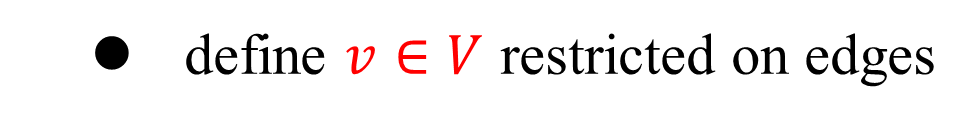 ● define 𝑣 ∈ 𝑉 restricted on edges